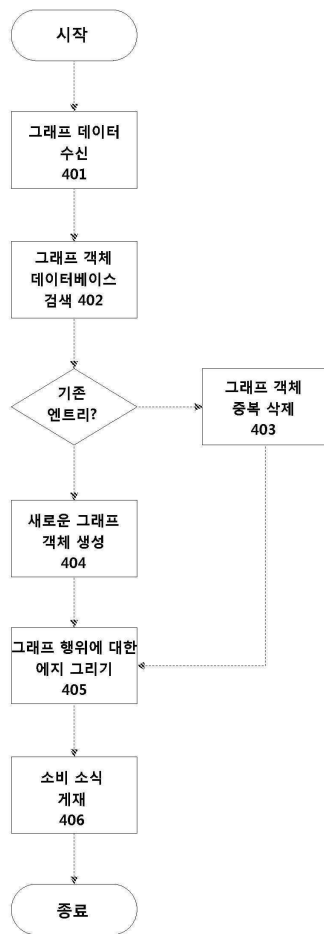 시작
그래프 데이터
수신
401
그래프 객체
데이터베이스
검색 402
기존
엔트리?
그래프 객체
중복 삭제
403
새로운 그래프
객체 생성
404
그래프 행위에 대한
에지 그리기
405
소비 소식
게재
406
종료